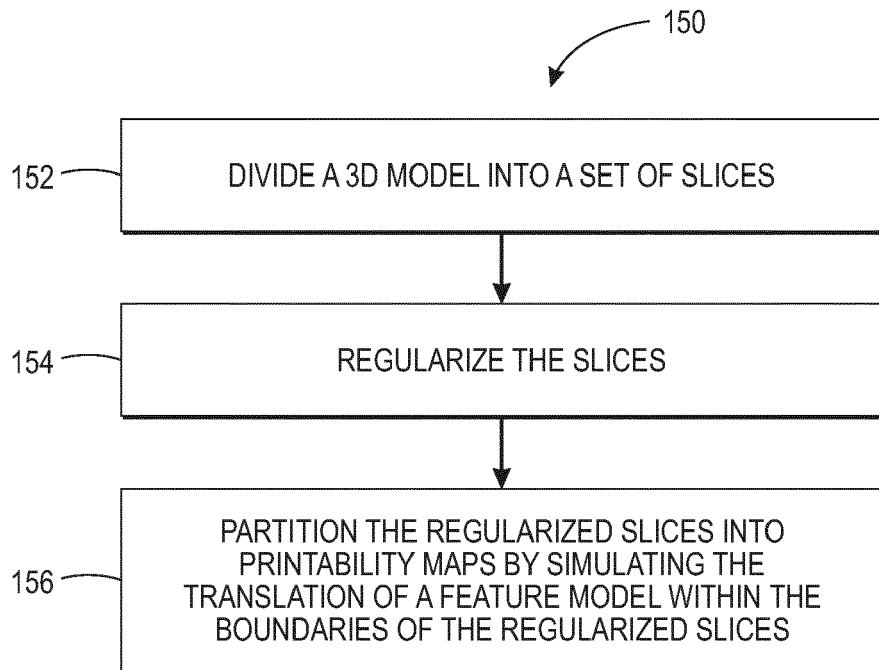 150
152
DIVIDE A 3D MODEL INTO A SET OF SLICES
154
REGULARIZE THE SLICES
156
PARTITION THE REGULARIZED SLICES INTO
PRINTABILITY MAPS BY SIMULATING THE
TRANSLATION OF A FEATURE MODEL WITHIN THE
BOUNDARIES OF THE REGULARIZED SLICES